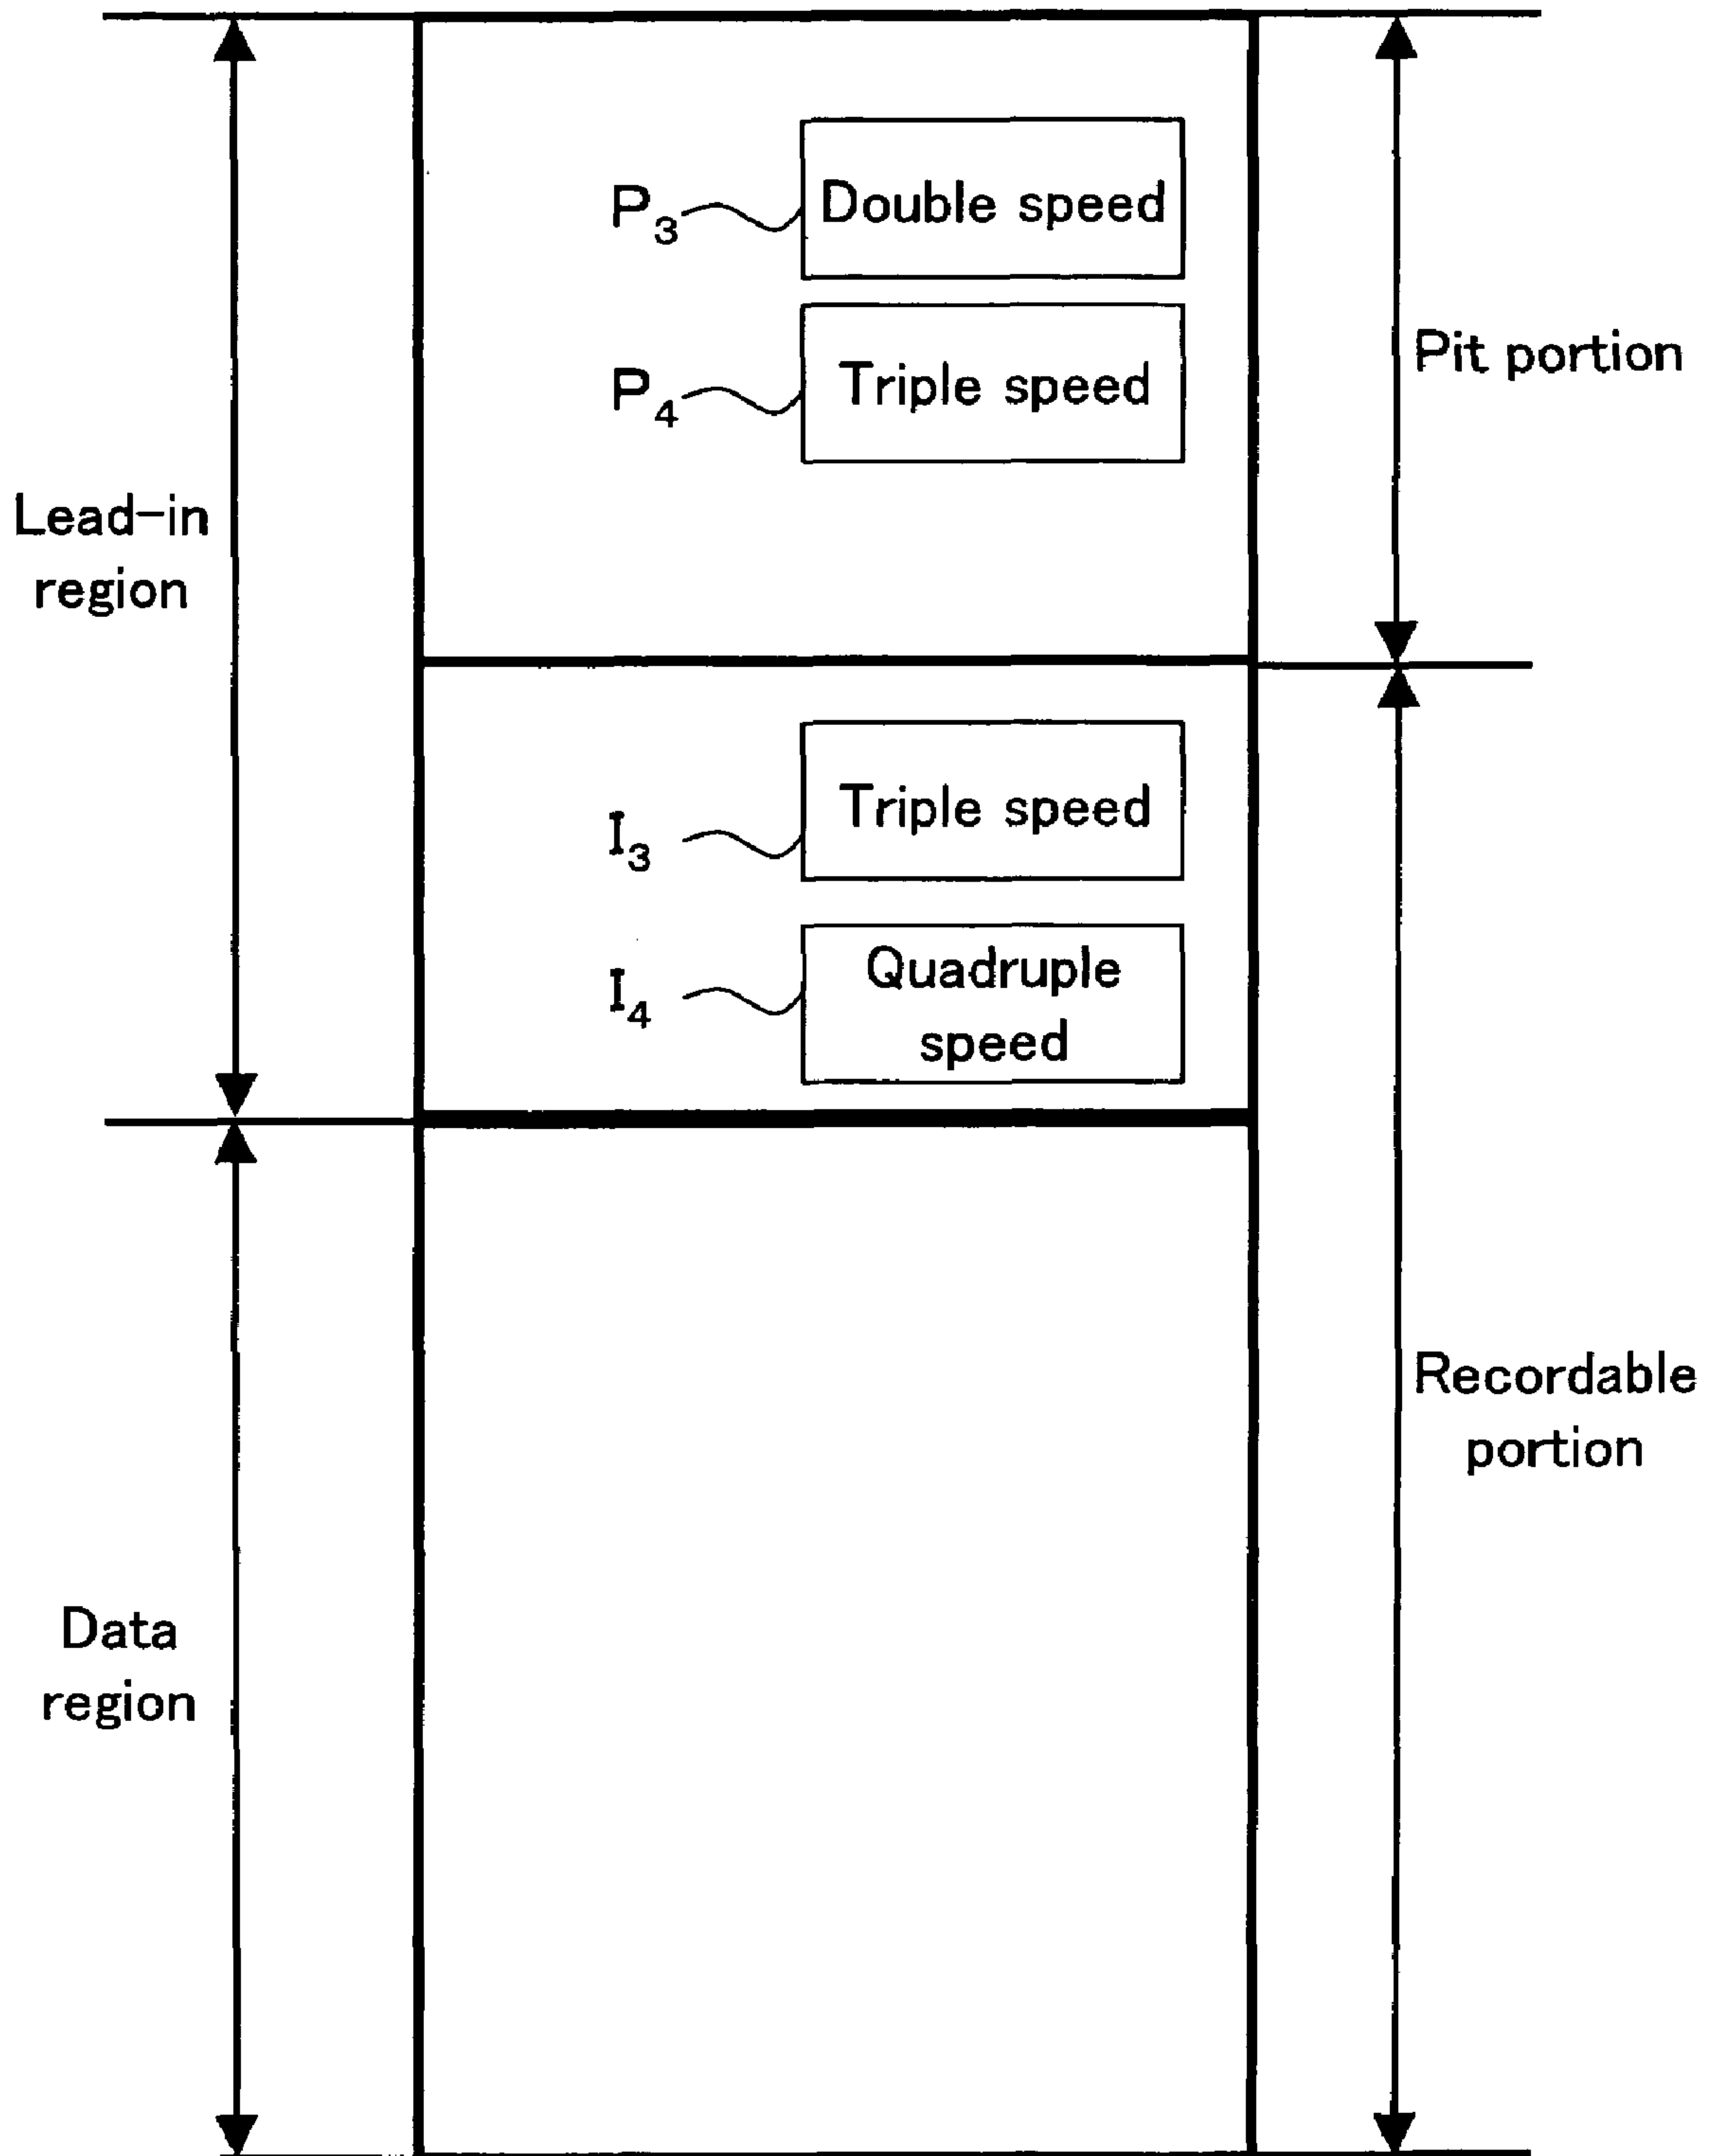 P3
Double speed
P4
Triple speed
Pit portion
Lead-in
region
I3
Triple speed
I4
Quadruple
speed
Recordable
portion
Data
region